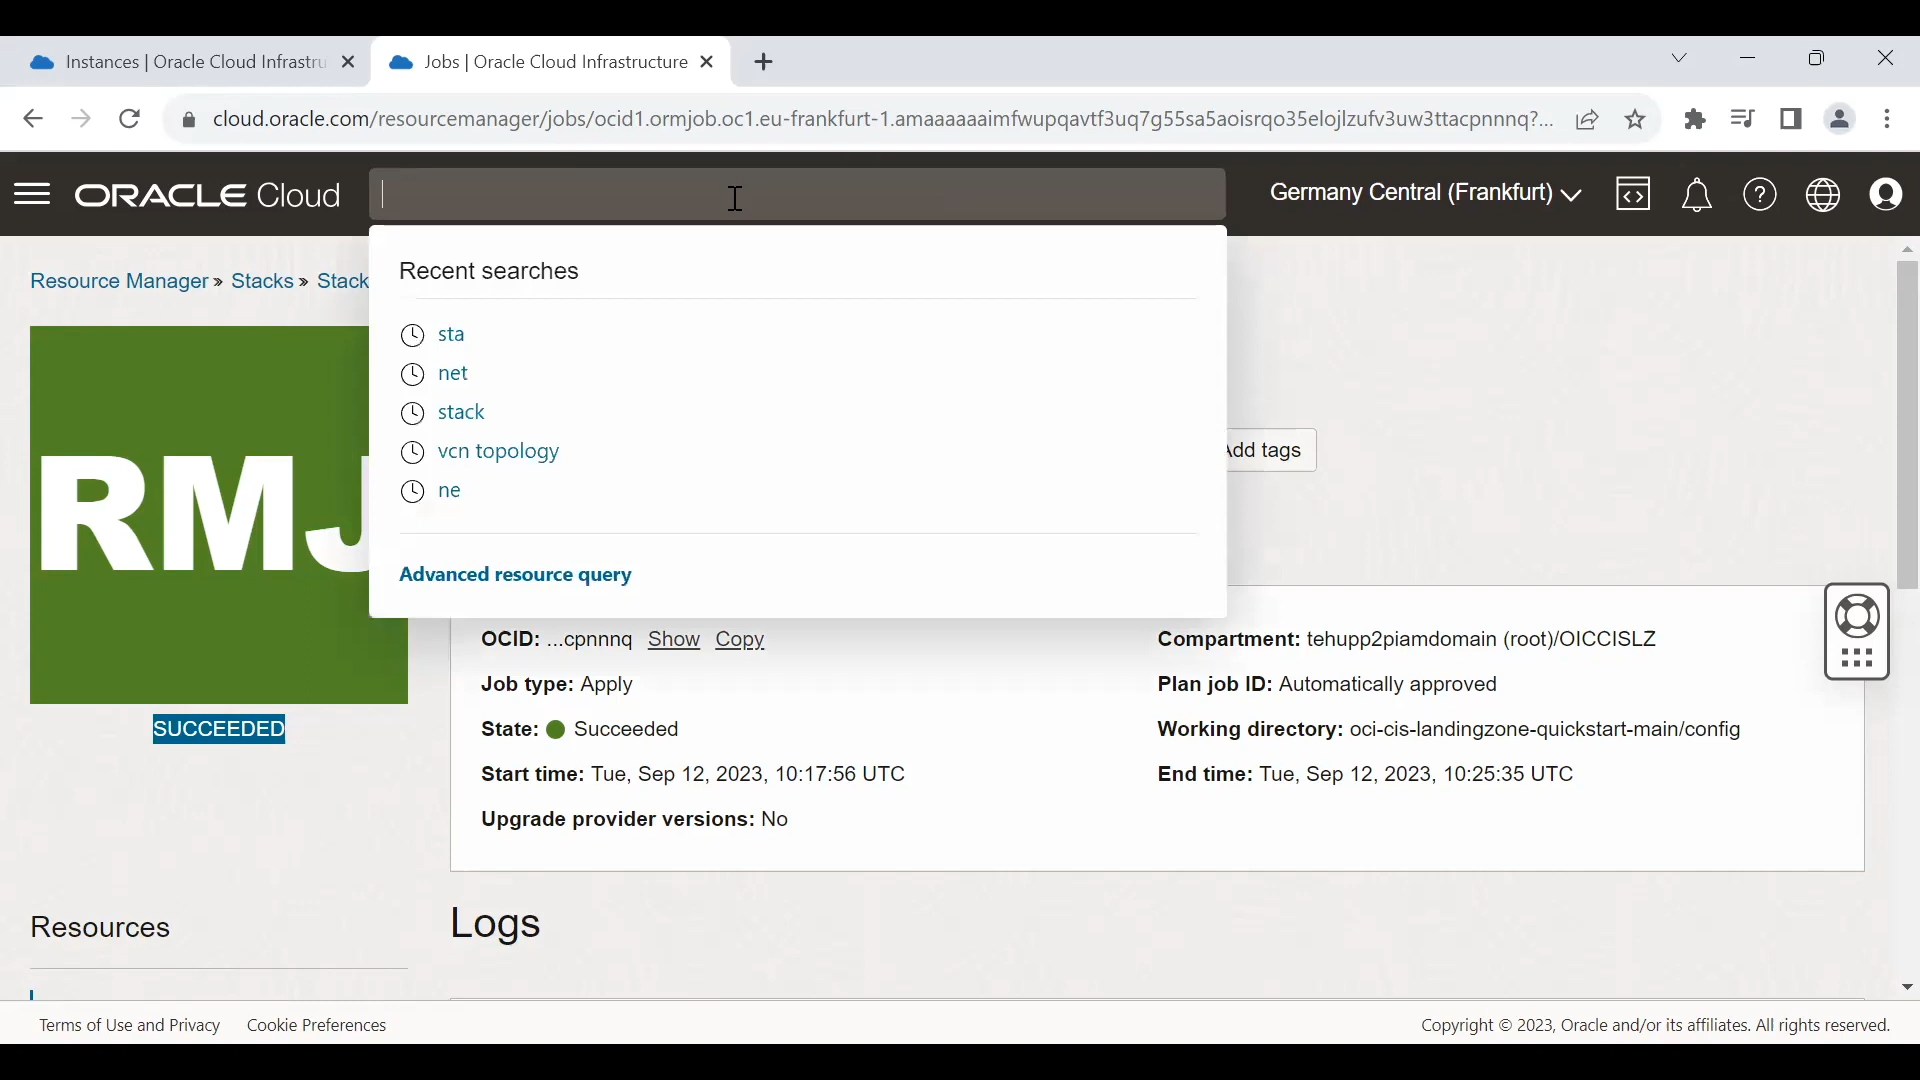 Instances | Oracle Cloud Infrastru
Jobs | Oracle Cloud Infrastructure
cloud.oracle.com/resourcemanager/jobs/ocid1.ormjob.oc1.eu-frankfurt-1.amaaaaaaimfwupqavtf3uq7g55sa5aoisrqo35elojlzufv3uw3ttacpnnnq?...
ORACLE Cloud
Germany Central (Frankfurt)
Recent searches
Resource Manager » Stacks » Stack
sta
net
stack
vcn topology
ne
Add tags
RMJ
Advanced resource query
OCID: ...cpnnnq Show Copy
Compartment: tehupp2piamdomain (root)/OICCISLZ
Job type: Apply
Plan job ID: Automatically approved
SUCCEEDED
State: Succeeded
Working directory: oci-cis-landingzone-quickstart-main/config
Start time: Tue, Sep 12, 2023, 10:17:56 UTC
End time: Tue, Sep 12, 2023, 10:25:35 UTC
Upgrade provider versions: No
Resources
Logs
Terms of Use and Privacy
Cookie Preferences
Copyright © 2023, Oracle and/or its affiliates. All rights reserved.